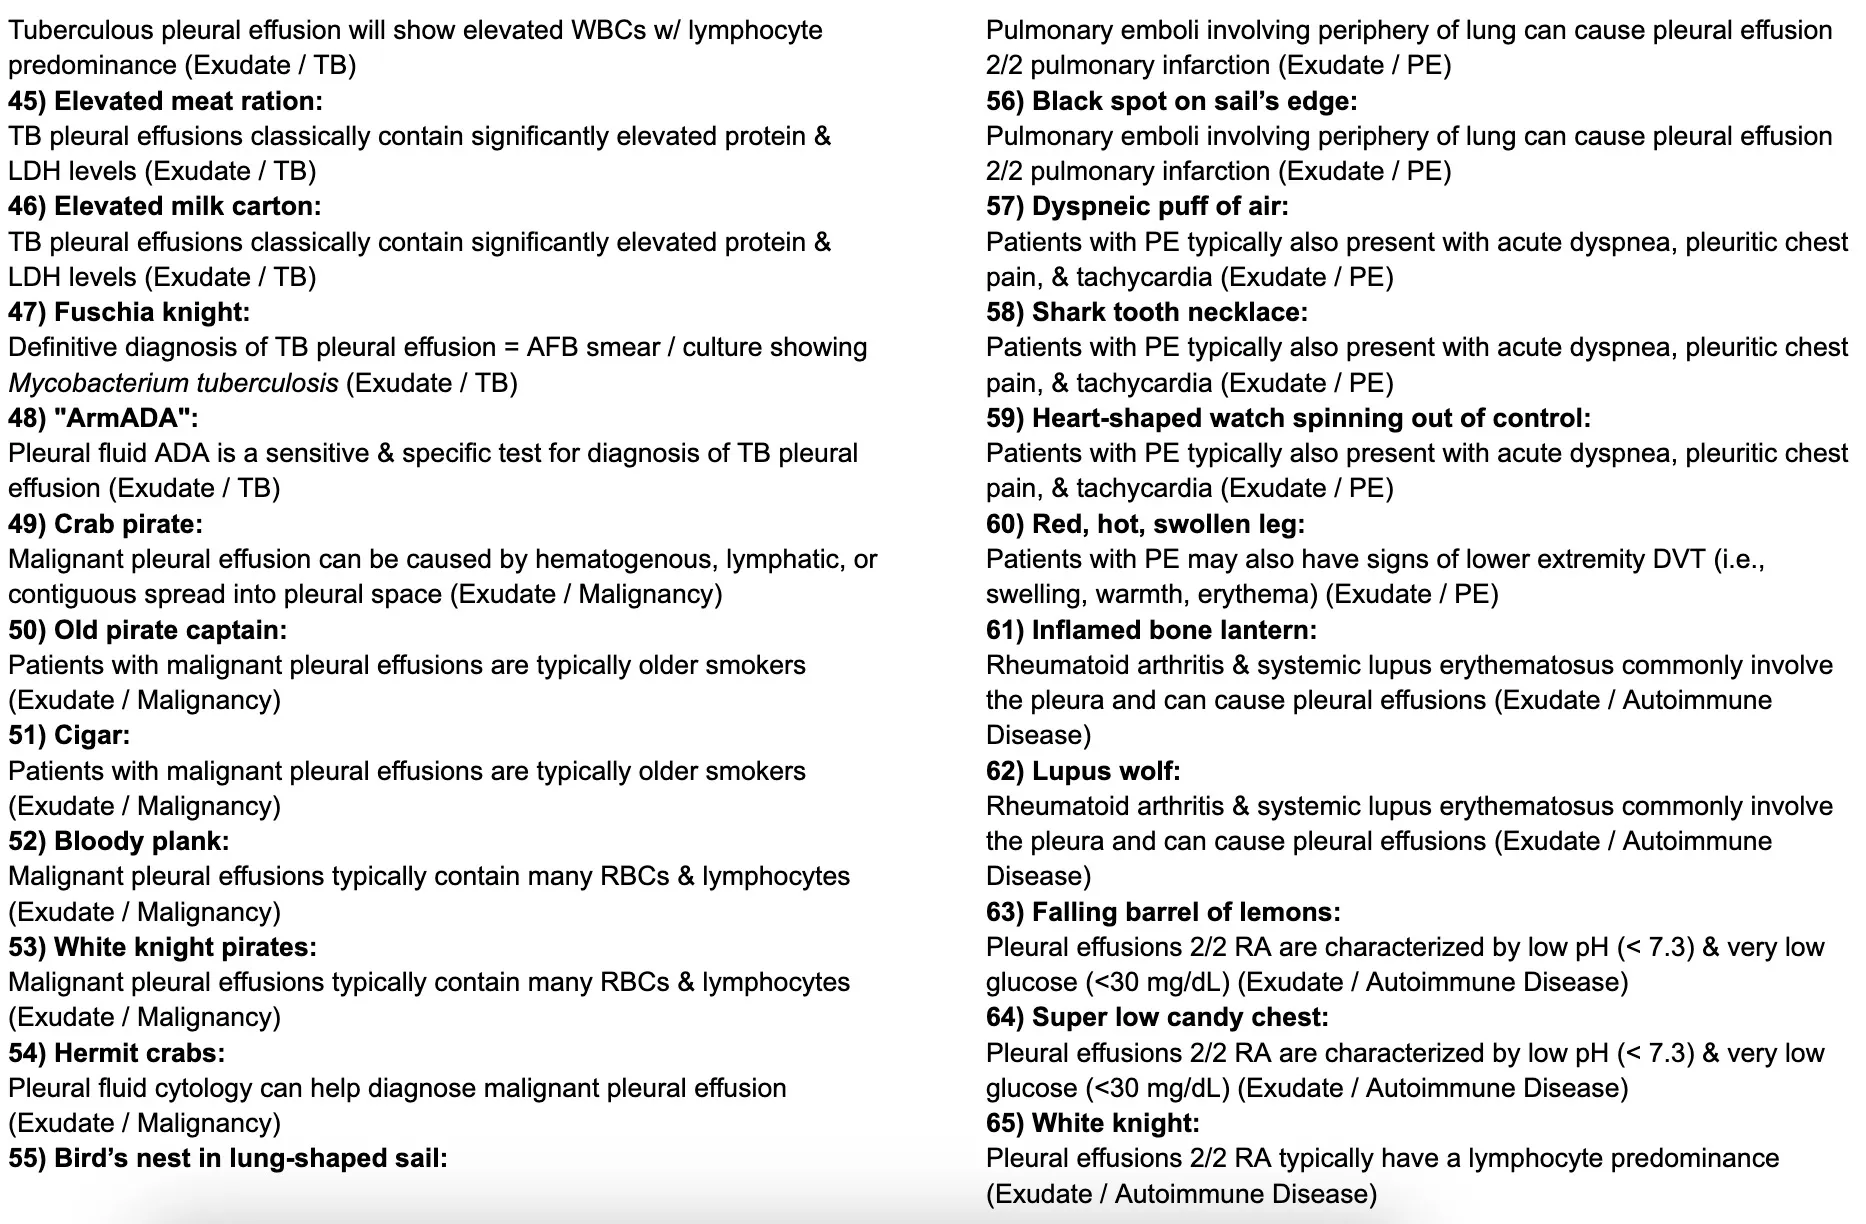 Tuberculous pleural effusion will show elevated WBCs w/ lymphocyte
predominance (Exudate / TB)
45) Elevated meat ration:
TB pleural effusions classically contain significantly elevated protein &
LDH levels (Exudate / TB)
46) Elevated milk carton:
TB pleural effusions classically contain significantly elevated protein &
LDH levels (Exudate / TB)
47) Fuschia knight:
Definitive diagnosis of TB pleural effusion = AFB smear / culture showing
Mycobacterium tuberculosis (Exudate / TB)
48) "ArmADA":
Pleural fluid ADA is a sensitive & specific test for diagnosis of TB pleural
effusion (Exudate / TB)
49) Crab pirate:
Malignant pleural effusion can be caused by hematogenous, lymphatic, or
contiguous spread into pleural space (Exudate / Malignancy)
50) Old pirate captain:
Patients with malignant pleural effusions are typically older smokers
(Exudate / Malignancy)
51) Cigar:
Patients with malignant pleural effusions are typically older smokers
(Exudate / Malignancy)
52) Bloody plank:
Malignant pleural effusions typically contain many RBCs & lymphocytes
(Exudate / Malignancy)
53) White knight pirates:
Malignant pleural effusions typically contain many RBCs & lymphocytes
(Exudate / Malignancy)
54) Hermit crabs:
Pleural fluid cytology can help diagnose malignant pleural effusion
(Exudate / Malignancy)
55) Bird’s nest in lung-shaped sail:
Pulmonary emboli involving periphery of lung can cause pleural effusion
2/2 pulmonary infarction (Exudate / PE)
56) Black spot on sail’s edge:
Pulmonary emboli involving periphery of lung can cause pleural effusion
2/2 pulmonary infarction (Exudate / PE)
57) Dyspneic puff of air:
Patients with PE typically also present with acute dyspnea, pleuritic chest
pain, & tachycardia (Exudate / PE)
58) Shark tooth necklace:
Patients with PE typically also present with acute dyspnea, pleuritic chest
pain, & tachycardia (Exudate / PE)
59) Heart-shaped watch spinning out of control:
Patients with PE typically also present with acute dyspnea, pleuritic chest
pain, & tachycardia (Exudate / PE)
60) Red, hot, swollen leg:
Patients with PE may also have signs of lower extremity DVT (i.e.,
swelling, warmth, erythema) (Exudate / PE)
61) Inflamed bone lantern:
Rheumatoid arthritis & systemic lupus erythematosus commonly involve
the pleura and can cause pleural effusions (Exudate / Autoimmune
Disease)
62) Lupus wolf:
Rheumatoid arthritis & systemic lupus erythematosus commonly involve
the pleura and can cause pleural effusions (Exudate / Autoimmune
Disease)
63) Falling barrel of lemons:
Pleural effusions 2/2 RA are characterized by low pH (< 7.3) & very low
glucose (<30 mg/dL) (Exudate / Autoimmune Disease)
64) Super low candy chest:
Pleural effusions 2/2 RA are characterized by low pH (< 7.3) & very low
glucose (<30 mg/dL) (Exudate / Autoimmune Disease)
65) White knight:
Pleural effusions 2/2 RA typically have a lymphocyte predominance
(Exudate / Autoimmune Disease)